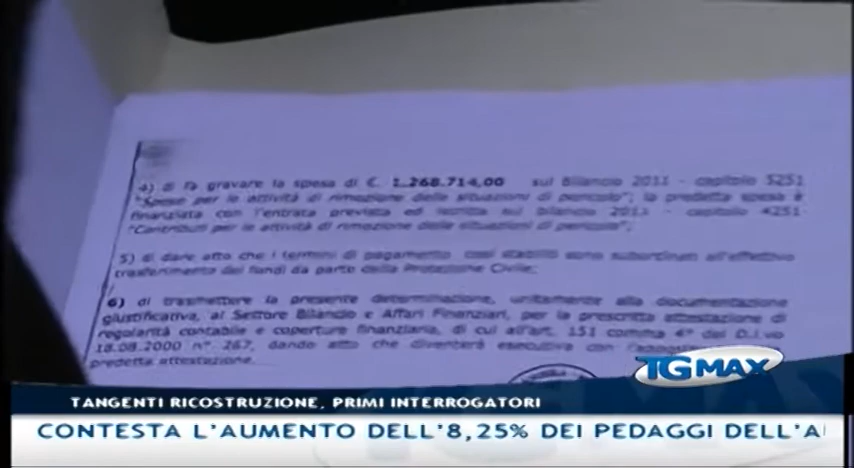 4) di fa gravare la spesa di €. 1.268.714,00 sul Bilancio 2011 - capitolo 5251
"Spese per le attività di rimozione delle situazioni di pericolo"; la predetta spesa è
finanziata con l'entrata prevista ed iscritta sul bilancio 2011 - capitolo 4251
"Contributi per le attività di rimozione delle situazioni di pericolo";
5) di dare atto che i termini di pagamento così stabiliti sono subordinati all'effettivo
trasferimento dei fondi da parte della Protezione Civile;
6) di trasmettere la presente determinazione, unitamente alla documentazione
giustificativa, al Settore Bilancio e Affari Finanziari, per la prescritta attestazione di
regolarità contabile e copertura finanziaria, di cui all'art. 151 comma 4° del D.l.vo
18.08.2000 n°. 267, dando atto che diventerà esecutiva con
predetta attestazione.
TG MAX
TANGENTI RICOSTRUZIONE, PRIMI INTERROGATORI
CONTESTA L'AUMENTO DELL'8,25% DEI PEDAGGI DELL'A